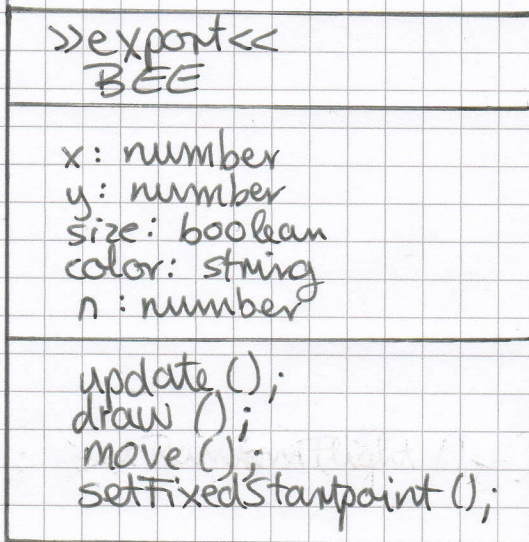 >>export<<
BEE
x: number
y: number
size: boolean
color: string
n: number
update();
draw();
move();
setFixedStartpoint();